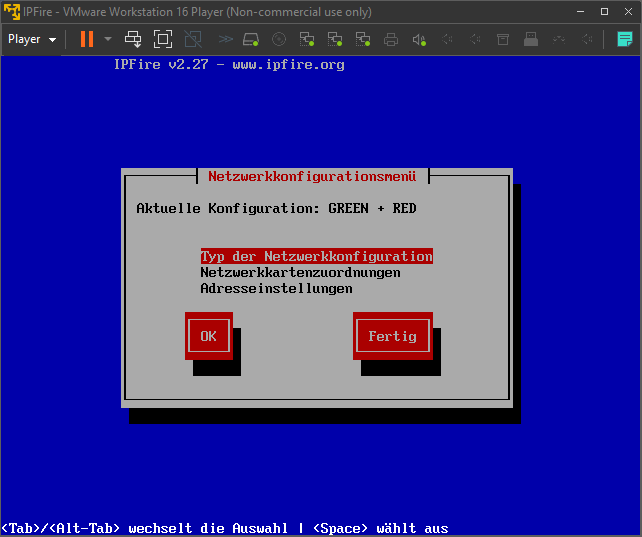 IPFire - VMware Workstation 16 Player (Non-commercial use only)
Player
IPFire v2.27 - www.ipfire.org
Netzwerkkonfigurationsmenü
Aktuelle Konfiguration: GREEN + RED
Typ der Netzwerkkonfiguration
Netzwerkkartenzuordnungen
Adresseinstellungen
OK
Fertig
<Tab>/<Alt-Tab> wechselt die Auswahl | <Space> wählt aus